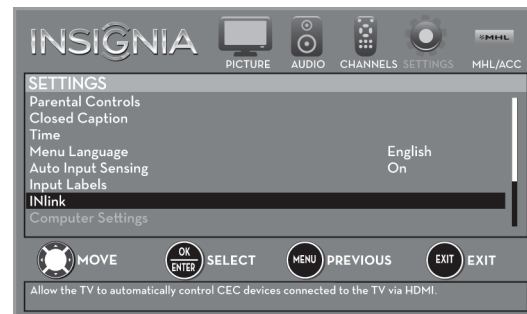 INSIGNIA
PICTURE AUDIO CHANNELS SETTINGS MHL/ACC
MHL
SETTINGS
Parental Controls
Closed Caption
Time
Menu Language English
Auto Input Sensing On
Input Labels
INlink
Computer Settings
MOVE OK ENTER SELECT MENU PREVIOUS EXIT EXIT
Allow the TV to automatically control CEC devices connected to the TV via HDMI.